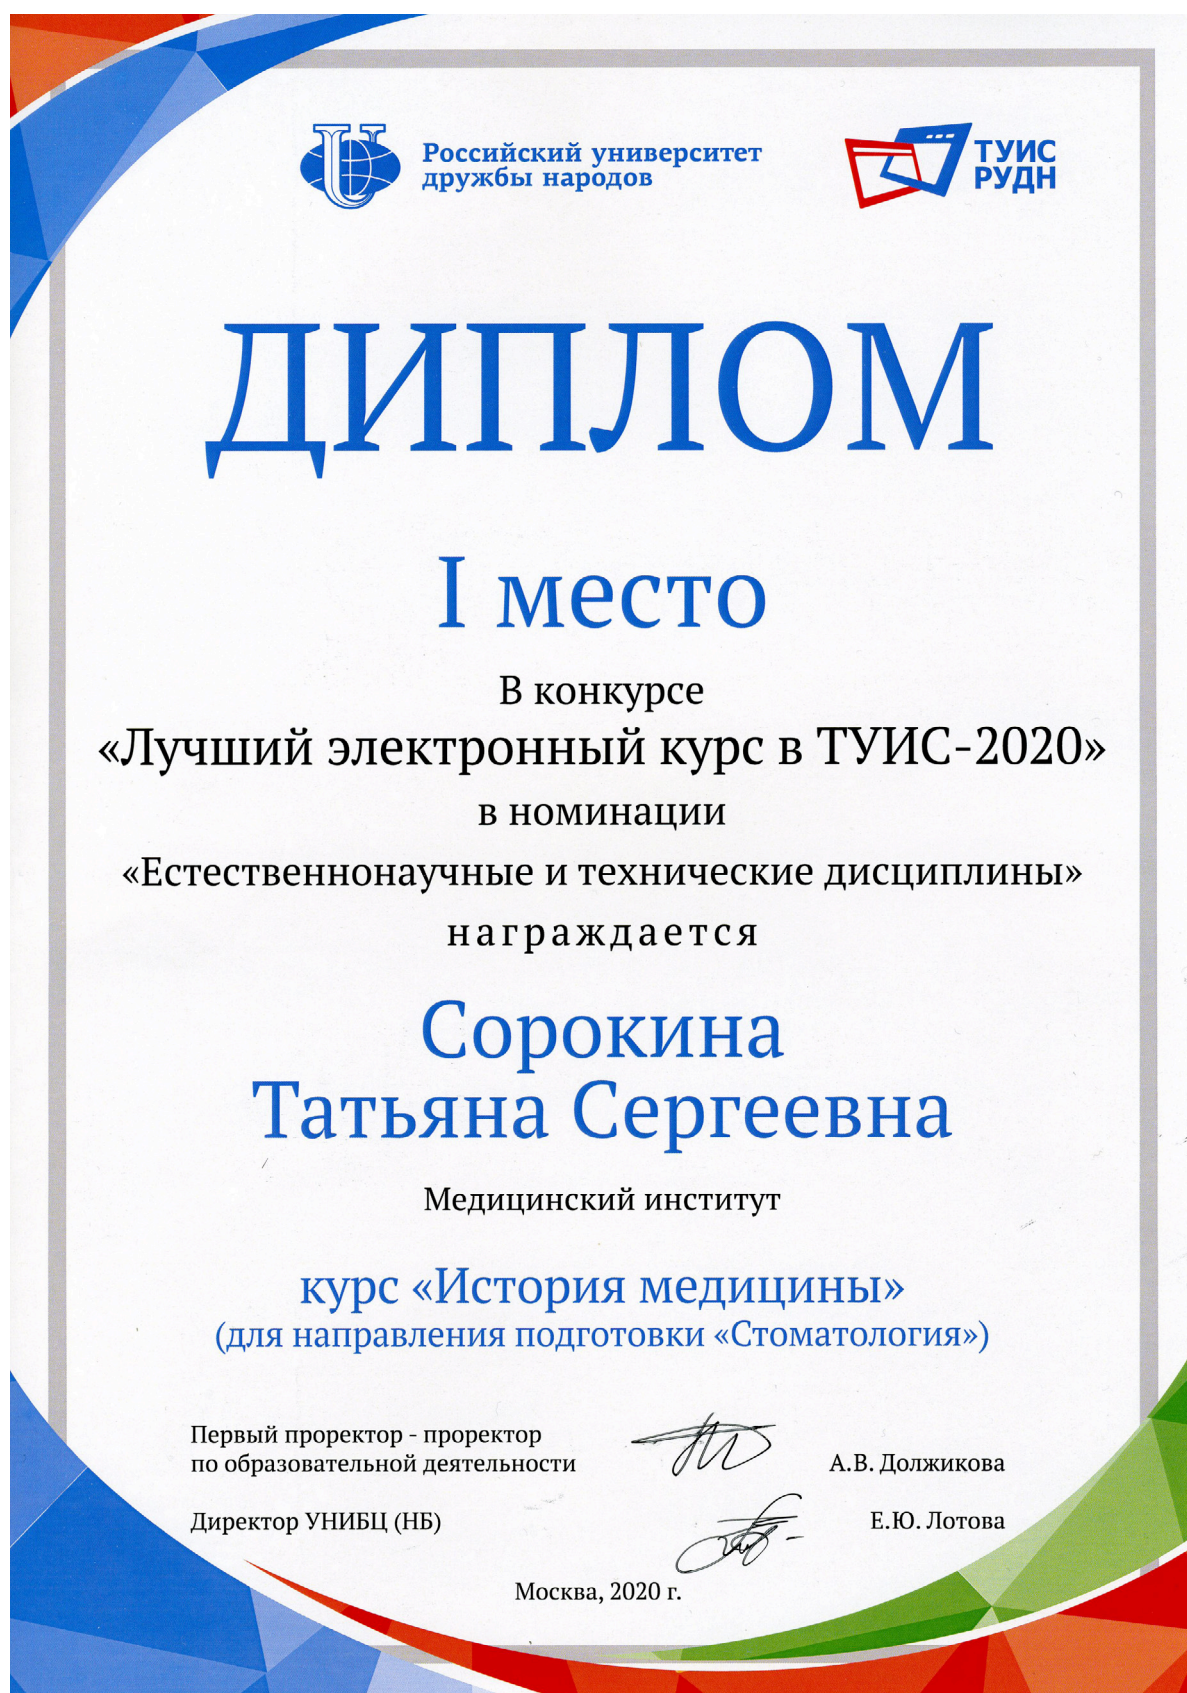 Российский университет
дружбы народов
ТУИС
РУДН
ДИПЛОМ
I место
В конкурсе
«Лучший электронный курс в ТУИС-2020»
в номинации
«Естественнонаучные и технические дисциплины»
награждается
Сорокина
Татьяна Сергеевна
Медицинский институт
курс «История медицины»
(для направления подготовки «Стоматология»)
Первый проректор - проректор
по образовательной деятельности
А.В. Должикова
Директор УНИБЦ (НБ)
Е.Ю. Лотова
Москва, 2020 г.